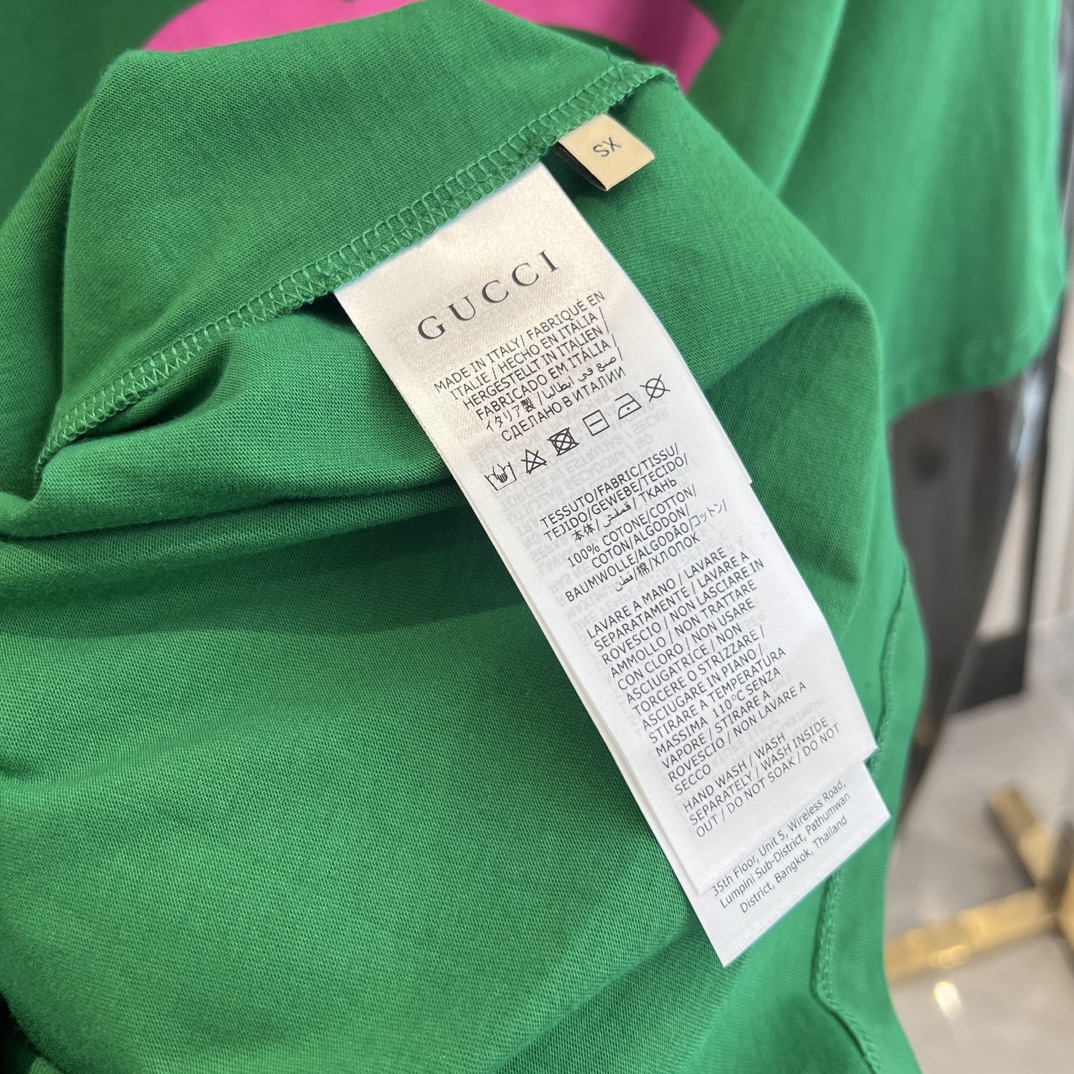 XS
GUCCI
MADE IN ITALY/ FABRIQUÉ EN
ITALIE / HECHO EN ITALIA /
HERGESTELLT IN ITALIEN /
FABRICADO EM ITÁLIA /
イタリア製 / صنع في ايطاليا /
СДЕЛАНО В ИТАЛИИ
TESSUTO/FABRIC/TISSU/
TEJIDO/GEWEBE/TECIDO/
本体/قماش/ТКАНЬ
100% COTONE/COTTON/
COTON/ALGODON/
BAUMWOLLE/ALGODÃO/コットン/
قطن/棉/ХЛОПОК
LAVARE A MANO / LAVARE
SEPARATAMENTE / LAVARE A
ROVESCIO / NON LASCIARE IN
AMMOLLO / NON TRATTARE
CON CLORO / NON USARE
ASCIUGATRICE / NON
TORCERE O STRIZZARE /
ASCIUGARE IN PIANO /
STIRARE A TEMPERATURA
MASSIMA 110°C SENZA
VAPORE / STIRARE A
ROVESCIO / NON LAVARE A
SECCO
HAND WASH / WASH
SEPARATELY / WASH INSIDE
OUT / DO NOT SOAK / DO NOT
35th Floor, Unit 5, Wireless Road,
Lumpini Sub-District, Pathumwan
District, Bangkok, Thailand